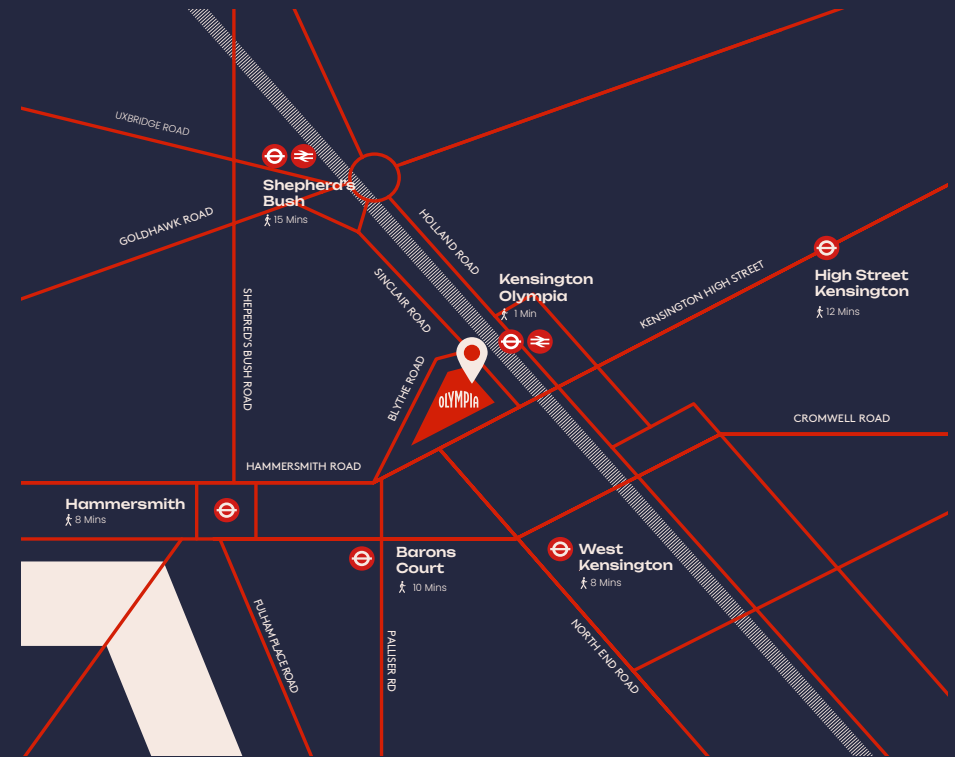 UXBRIDGE ROAD
Shepherd's
Bush
15 Mins
GOLDHAWK ROAD
HOLLAND ROAD
SINCLAIR ROAD
Kensington
Olympia
1 Min
KENSINGTON HIGH STREET
High Street
Kensington
12 Mins
SHEPERED'S BUSH ROAD
BLYTHE ROAD
OLYMPIA
CROMWELL ROAD
HAMMERSMITH ROAD
Hammersmith
8 Mins
Barons
Court
10 Mins
West
Kensington
8 Mins
FULHAM PLACE ROAD
PALLISER RD
NORTH END ROAD